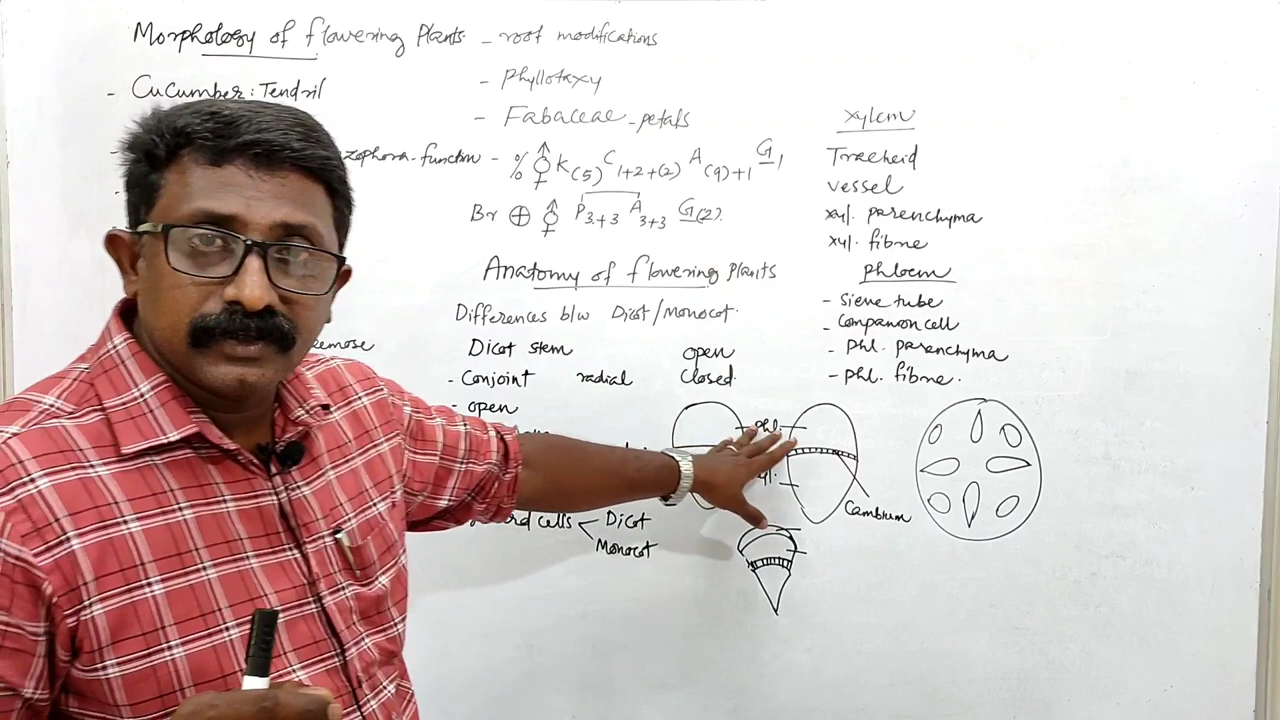 Morphology of flowering Plants - root modifications
- Cucumber: Tendril
- Phyllotaxy
- Fabaceae - petals
zophora-function - % ⚥ K(5) C1+2+(2) A(9)+1 G1
Br ⊕ ⚥ P3+3 A3+3 G(2).
Anatomy of flowering Plants
Differences b/w Dicot/Monocot.
Dicot stem
- Conjoint radial
- open
open
closed.
rd cells < Dicot
Monocot
xylem
Tracheid
vessel
xyl. parenchyma
xyl. fibre
Phloem
- Sieve tube
- Companion cell
- Phl. parenchyma
- Phl. fibre.
Phl.
xyl.
Cambium